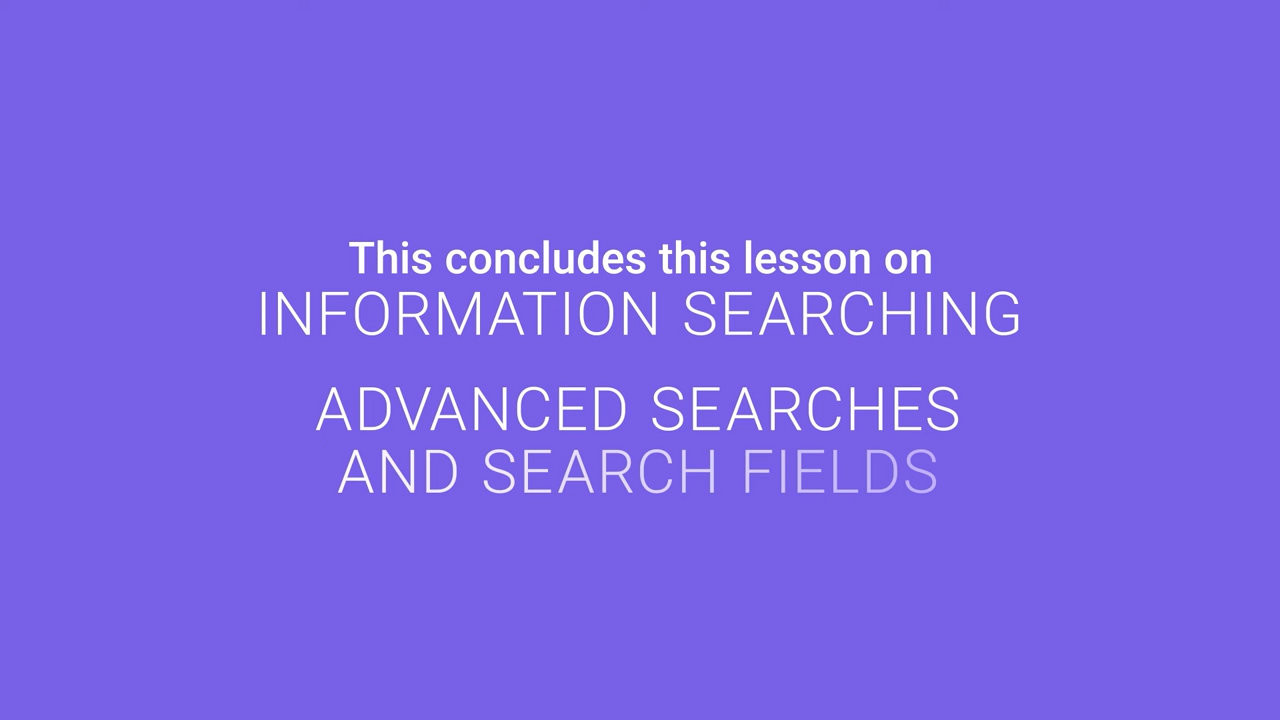 This concludes this lesson on
INFORMATION SEARCHING
ADVANCED SEARCHES
AND SEARCH FIELDS